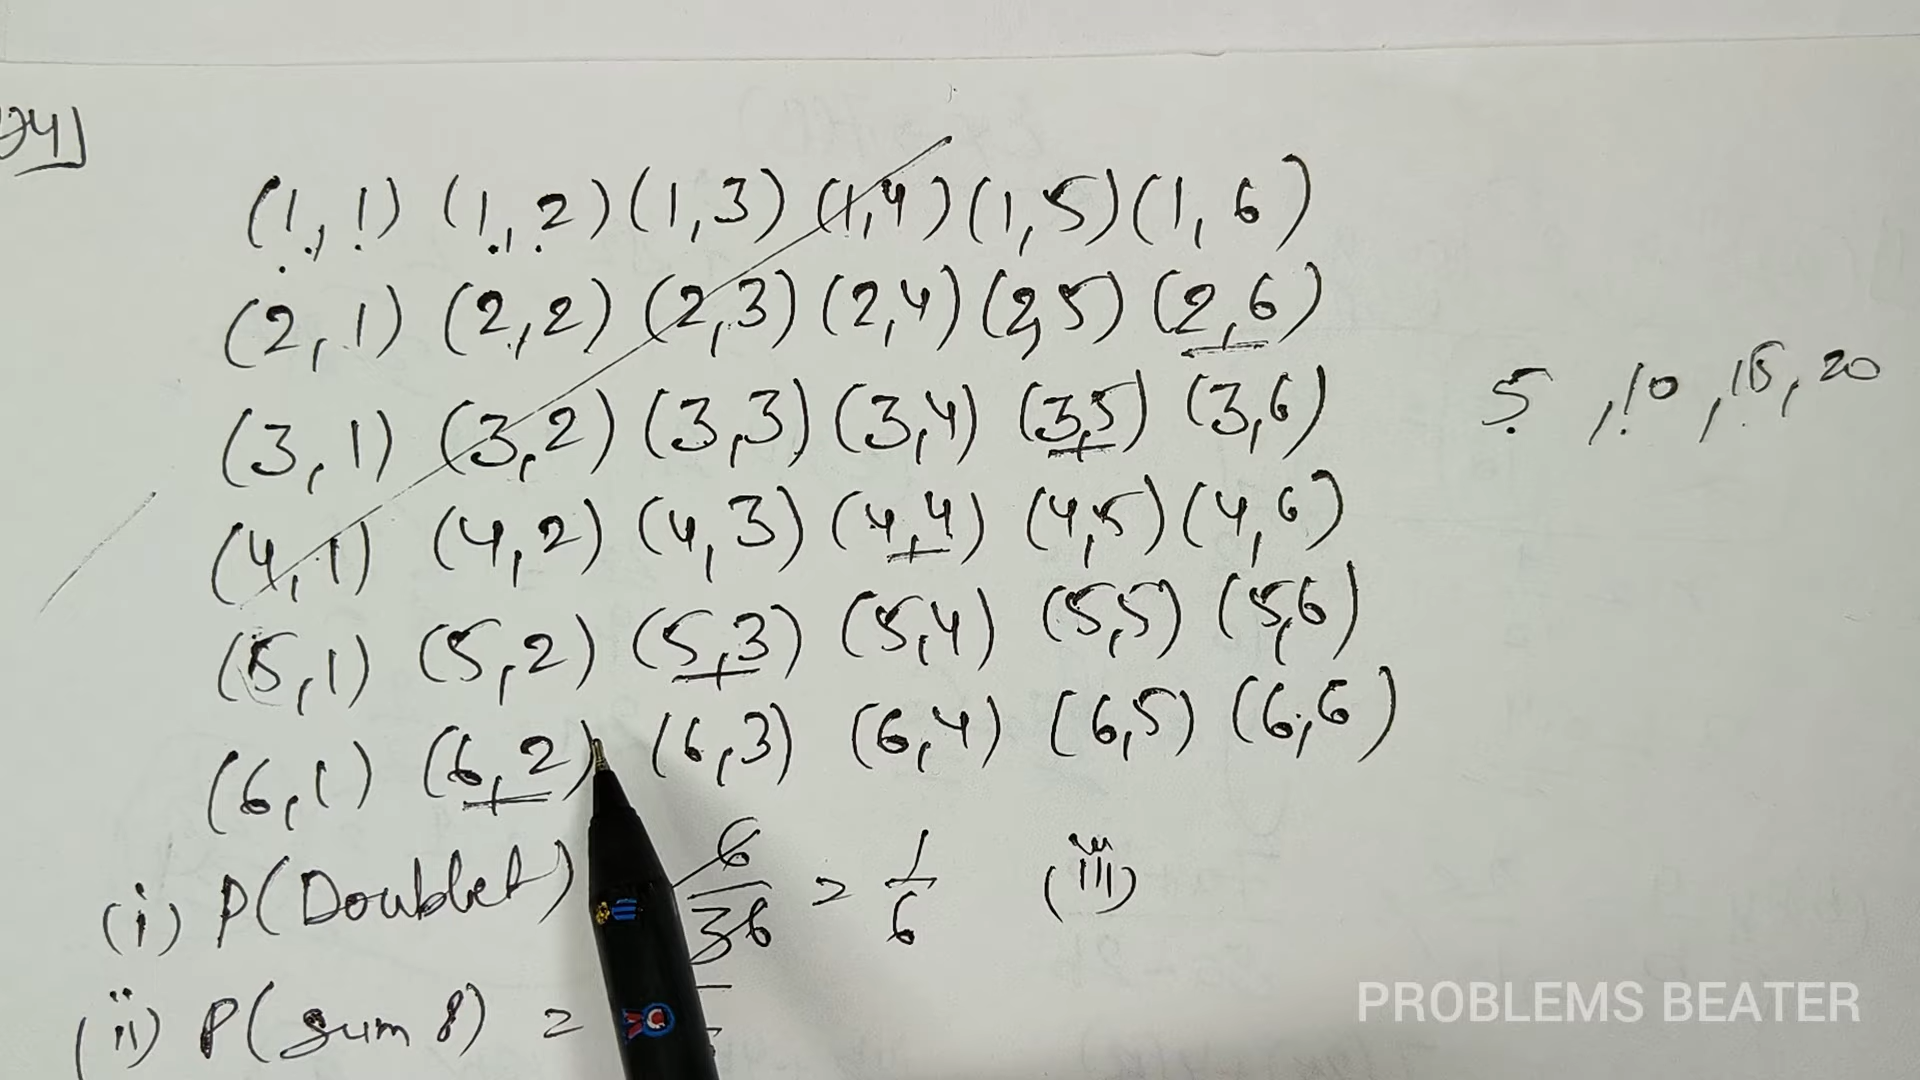 24]
(1,1) (1,2) (1,3) (1,4) (1,5) (1,6)
(2,1) (2,2) (2,3) (2,4) (2,5) (2,6)
(3,1) (3,2) (3,3) (3,4) (3,5) (3,6)
5, 10, 15, 20
(4,1) (4,2) (4,3) (4,4) (4,5) (4,6)
(5,1) (5,2) (5,3) (5,4) (5,5) (5,6)
(6,1) (6,2) (6,3) (6,4) (6,5) (6,6)
(i) P(Doublet) 6/36 = 1/6 (iii)
(ii) P(sum 8) =
PROBLEMS BEATER